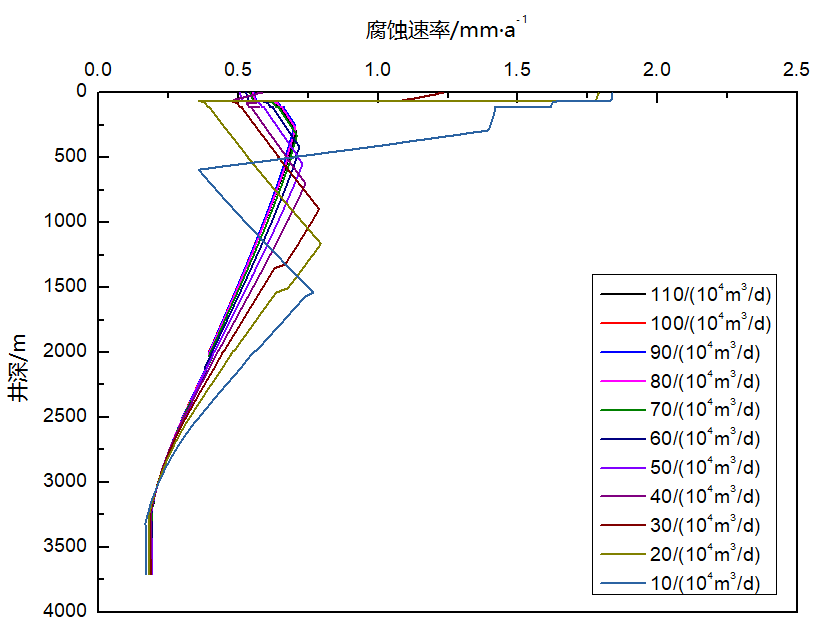 腐蚀速率/mm·a⁻¹
0.0 0.5 1.0 1.5 2.0 2.5
0
500
1000
1500
2000
2500
3000
3500
4000
井深/m
110/(10⁴m³/d)
100/(10⁴m³/d)
90/(10⁴m³/d)
80/(10⁴m³/d)
70/(10⁴m³/d)
60/(10⁴m³/d)
50/(10⁴m³/d)
40/(10⁴m³/d)
30/(10⁴m³/d)
20/(10⁴m³/d)
10/(10⁴m³/d)